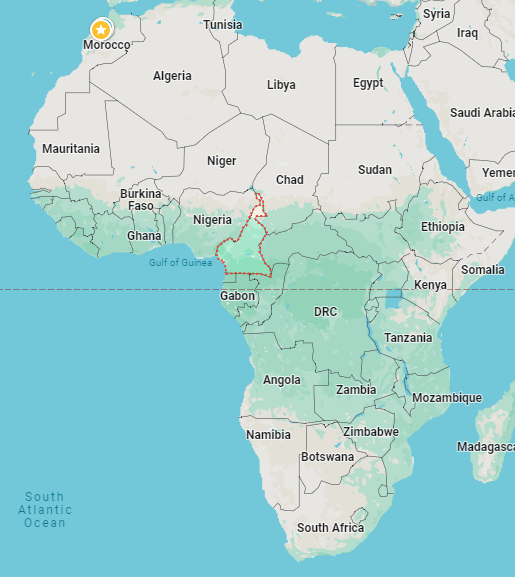 Syria
Tunisia
Iraq
Morocco
Algeria
Libya
Egypt
Saudi Arabia
Mauritania
Niger
Chad
Sudan
Yemen
Burkina
Faso
Nigeria
Gulf of A
Ghana
Ethiopia
Gulf of Guinea
Somalia
Gabon
Kenya
DRC
Tanzania
Angola
Zambia
Mozambique
Namibia
Zimbabwe
Botswana
Madagasca
South
Atlantic
Ocean
South Africa